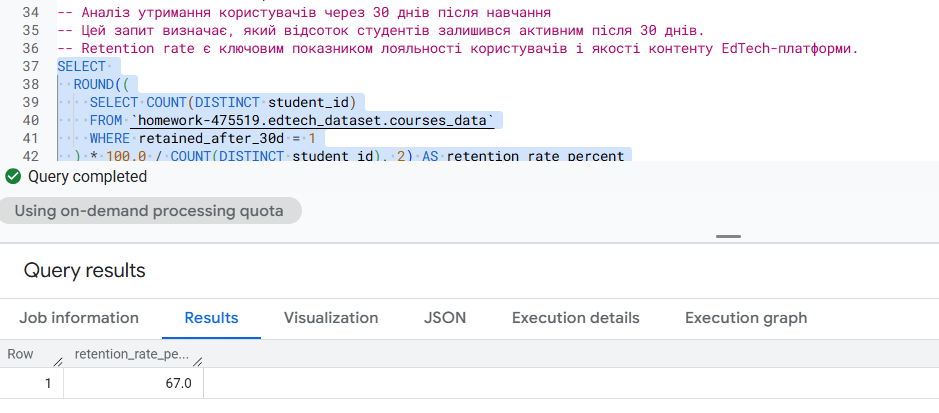 34 -- Аналіз утримання користувачів через 30 днів після навчання
35 -- Цей запит визначає, який відсоток студентів залишився активним після 30 днів.
36 -- Retention rate є ключовим показником лояльності користувачів і якості контенту EdTech-платформи.
37 SELECT
38 ROUND((
39 SELECT COUNT(DISTINCT student_id)
40 FROM `homework-475519.edtech_dataset.courses_data`
41 WHERE retained_after_30d = 1
42 ) * 100.0 / COUNT(DISTINCT student_id), 2) AS retention_rate_percent
Query completed
Using on-demand processing quota
Query results
Job information Results Visualization JSON Execution details Execution graph
Row retention_rate_pe...
1 67.0